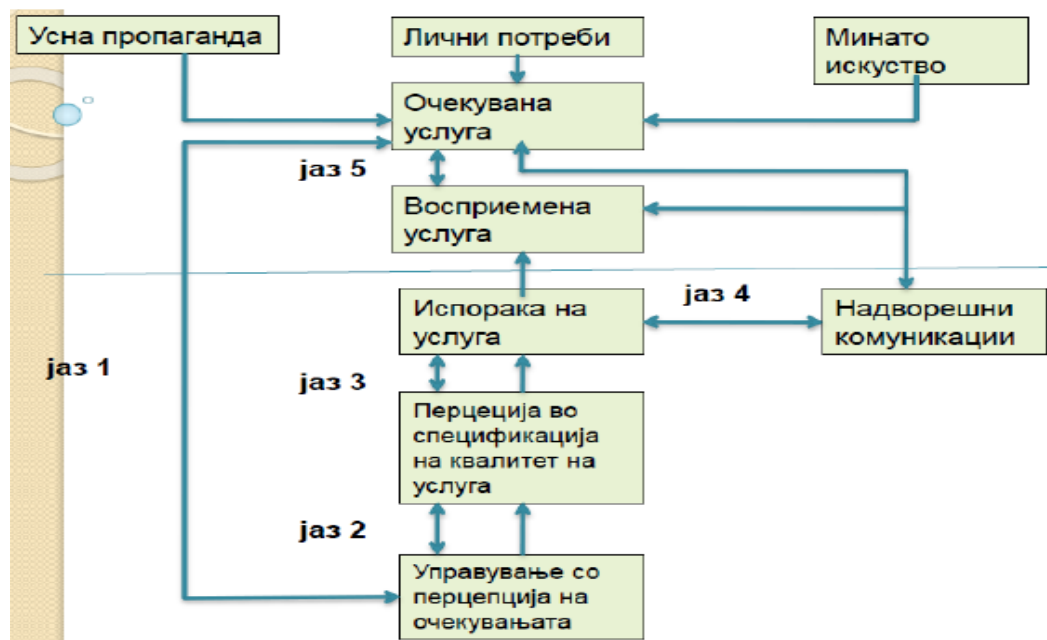 Усна пропаганда
Лични потреби
Минато
искуство
Очекувана
услуга
јаз 5
Восприемена
услуга
јаз 4
Испорака на
услуга
Надворешни
комуникации
јаз 1
јаз 3
Перцеција во
спецификација
на квалитет на
услуга
јаз 2
Управување со
перцепција на
очекувањата